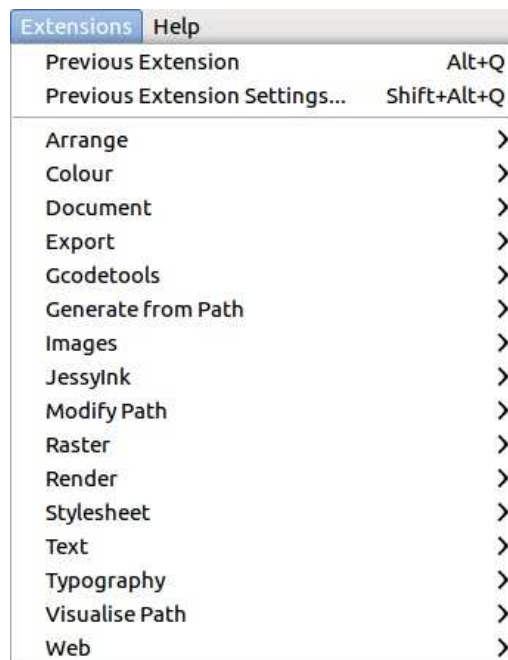 Extensions Help
Previous Extension Alt+Q
Previous Extension Settings... Shift+Alt+Q
Arrange
Colour
Document
Export
Gcodetools
Generate from Path
Images
JessyInk
Modify Path
Raster
Render
Stylesheet
Text
Typography
Visualise Path
Web